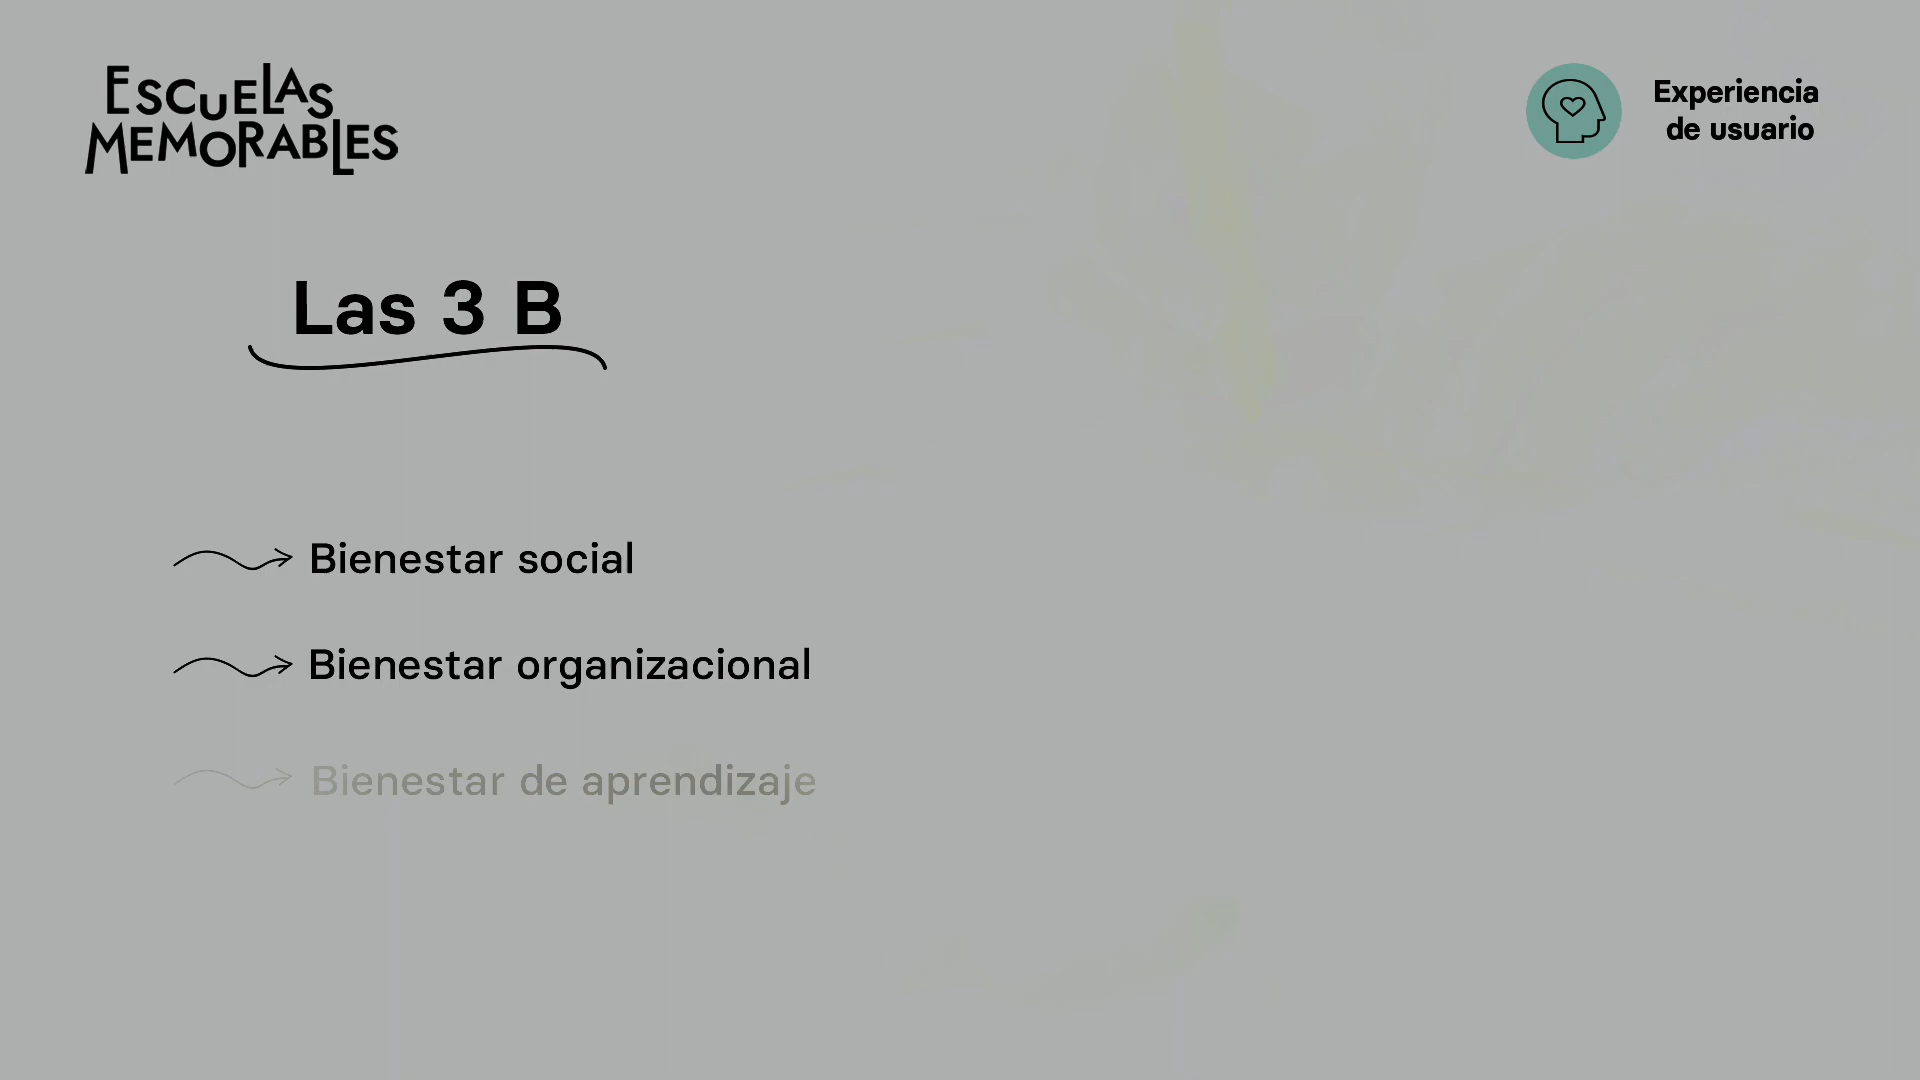 ESCUELAS
MEMORABLES
Experiencia
de usuario
Las 3 B
Bienestar social
Bienestar organizacional
Bienestar de aprendizaje